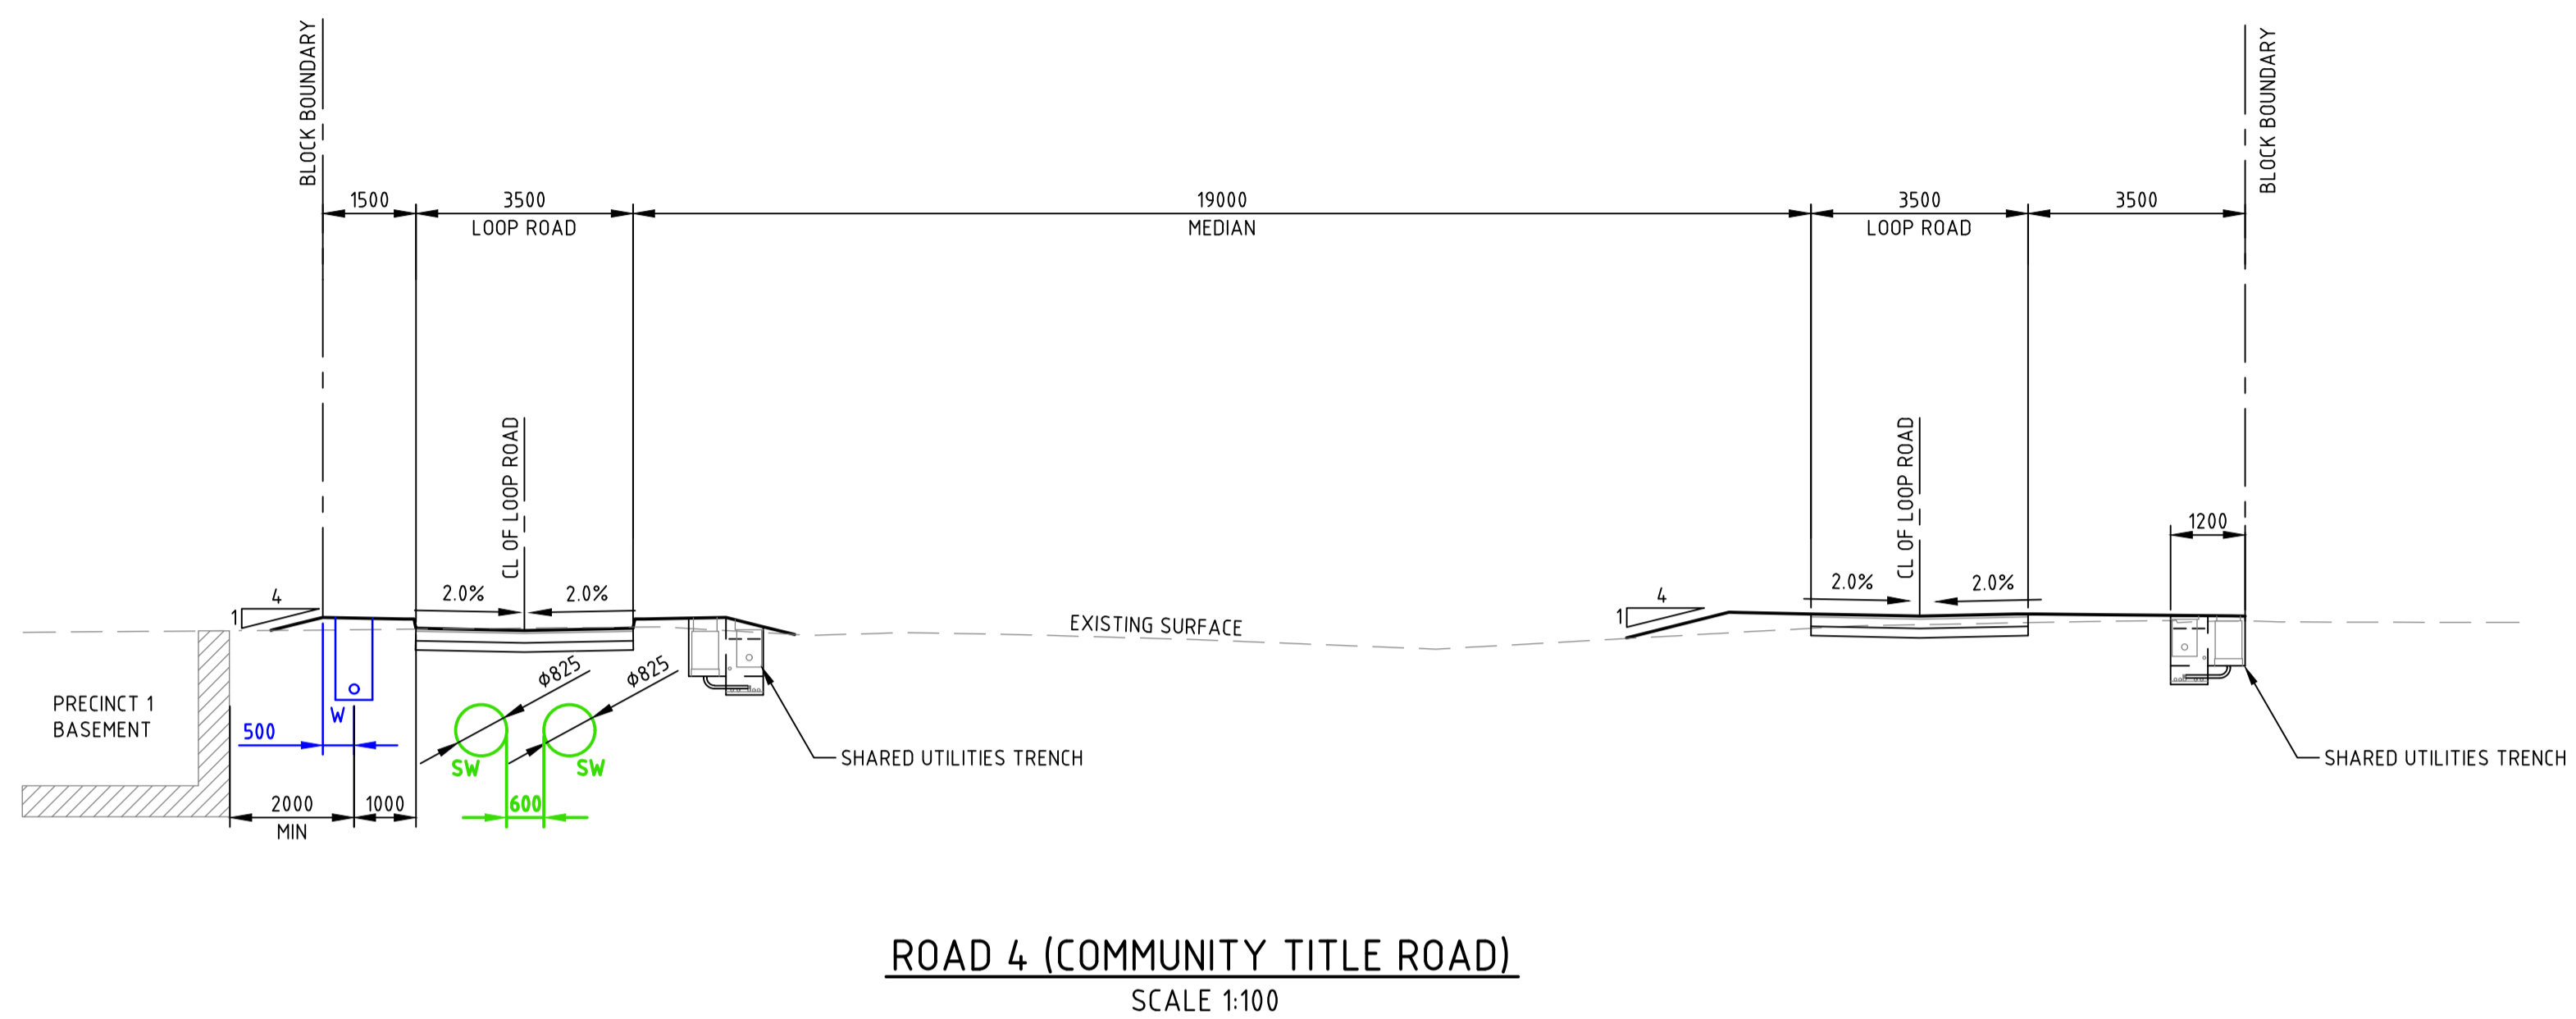 BLOCK BOUNDARY
BLOCK BOUNDARY
1500
3500
19000
3500
3500
LOOP ROAD
MEDIAN
LOOP ROAD
CL OF LOOP ROAD
CL OF LOOP ROAD
1200
4
1
2.0%
2.0%
EXISTING SURFACE
4
1
2.0%
2.0%
PRECINCT 1
BASEMENT
W
500
ϕ825
ϕ825
SW
SW
SHARED UTILITIES TRENCH
SHARED UTILITIES TRENCH
2000
MIN
1000
600
ROAD 4 (COMMUNITY TITLE ROAD)
SCALE 1:100